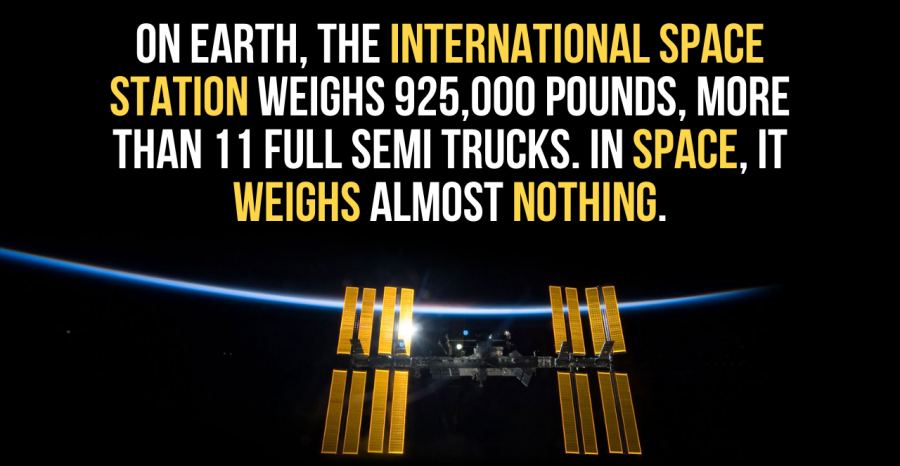 ON EARTH, THE INTERNATIONAL SPACE
STATION WEIGHS 925,000 POUNDS, MORE
THAN 11 FULL SEMI TRUCKS. IN SPACE, IT
WEIGHS ALMOST NOTHING.